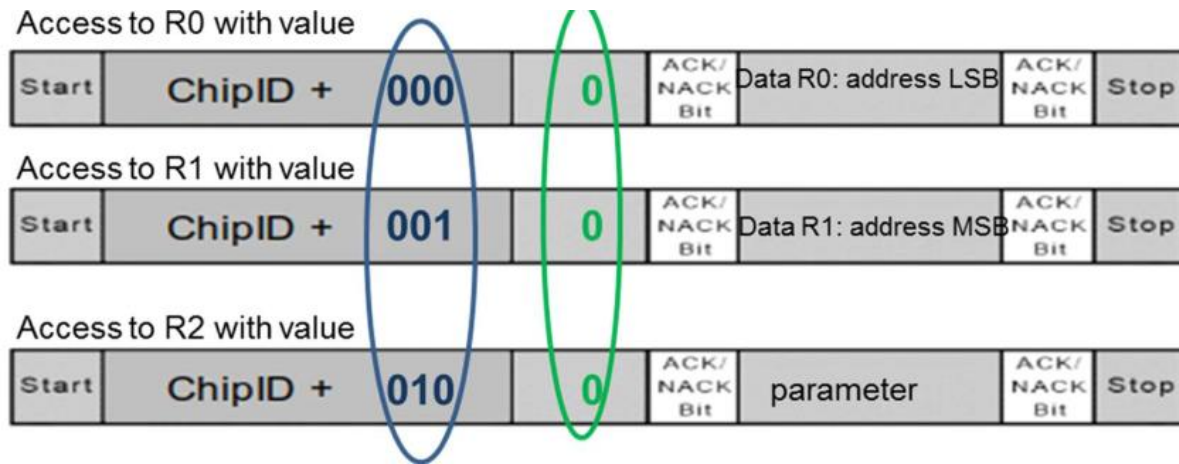 Access to R0 with value
Start ChipID + 000 0 ACK/ NACK Bit Data R0: address LSB ACK/ NACK Bit Stop
Access to R1 with value
Start ChipID + 001 0 ACK/ NACK Bit Data R1: address MSB ACK/ NACK Bit Stop
Access to R2 with value
Start ChipID + 010 0 ACK/ NACK Bit parameter ACK/ NACK Bit Stop